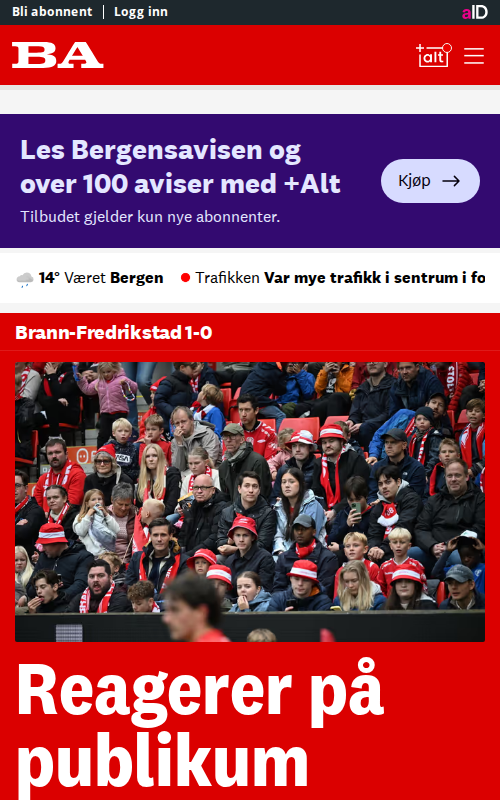 Bli abonnent | Logg inn
aID
BA
+alt
Les Bergensavisen og
over 100 aviser med +Alt
Tilbudet gjelder kun nye abonnenter.
Kjøp
14° Været Bergen
Trafikken Var mye trafikk i sentrum i fo
Brann-Fredrikstad 1-0
Reagerer på
publikum